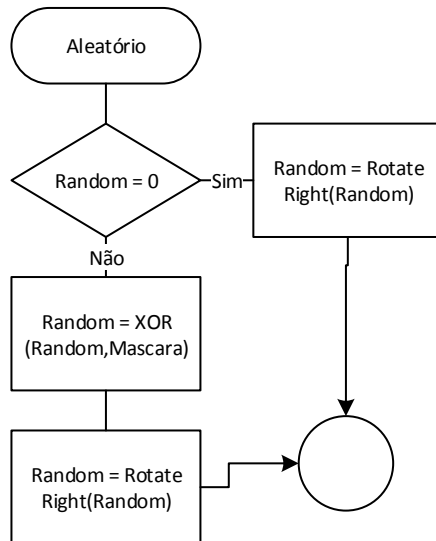 Aleatório
Random = 0
Sim
Random = Rotate
Right(Random)
Não
Random = XOR
(Random,Mascara)
Random = Rotate
Right(Random)